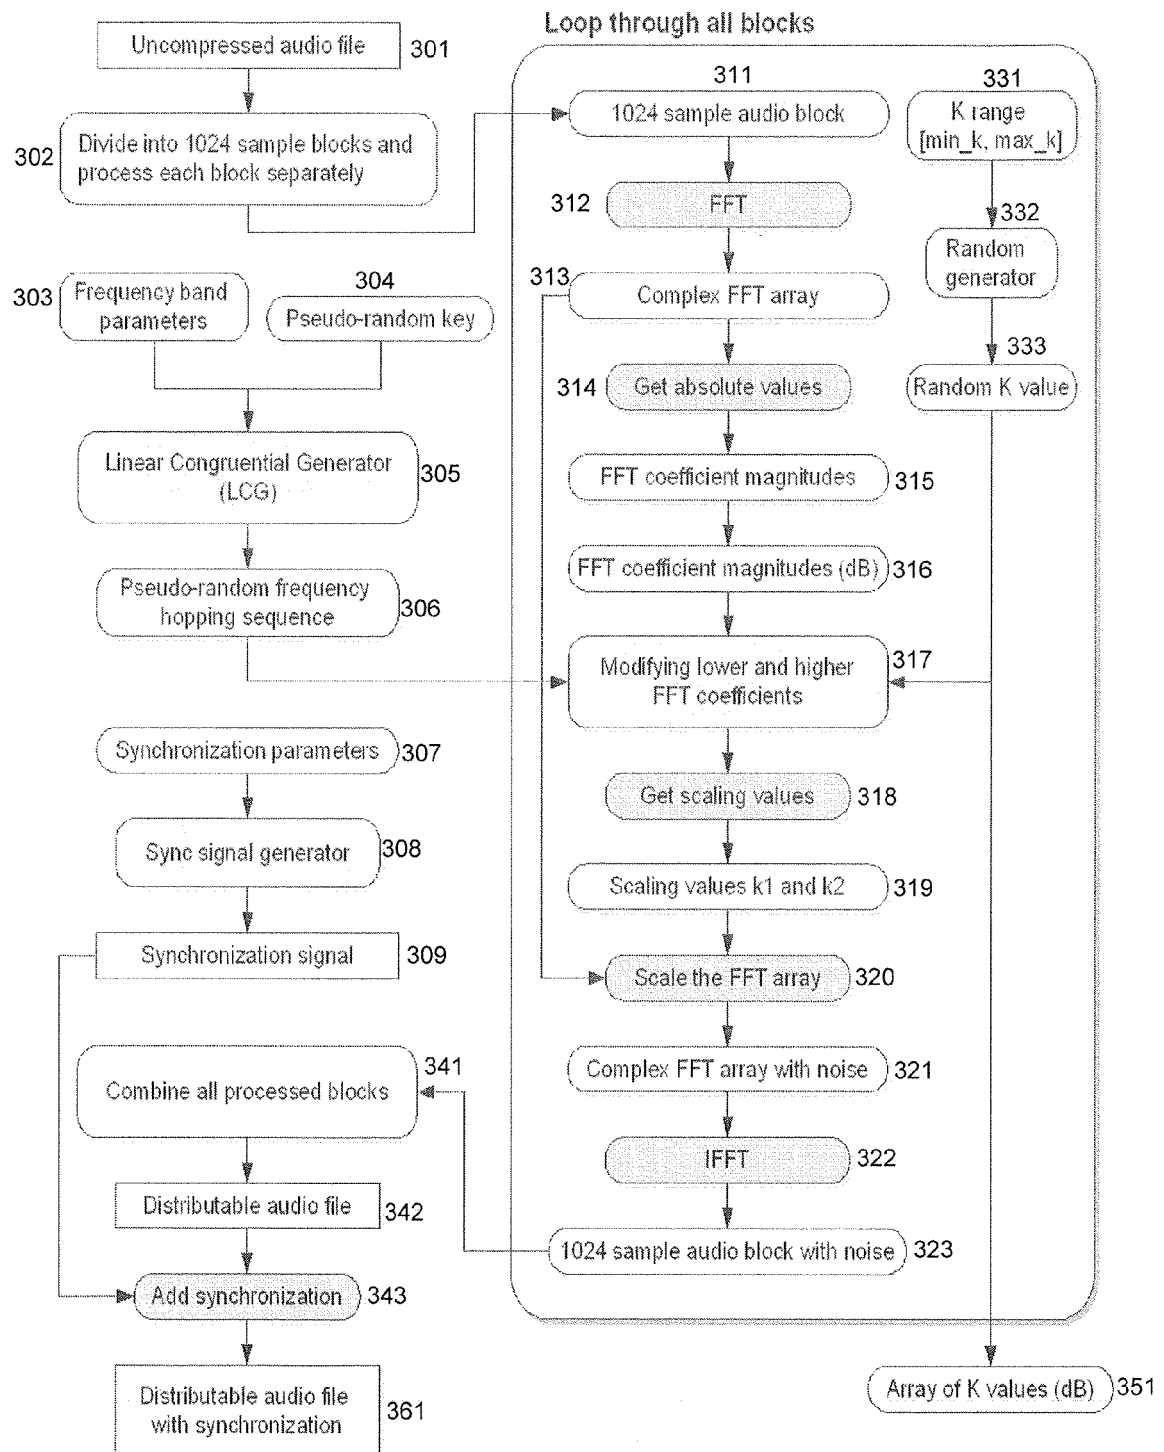 Loop through all blocks
Uncompressed audio file
301
Divide into 1024 sample blocks and
process each block separately
302
303
Frequency band
parameters
304
Pseudo-random key
Linear Congruential Generator
(LCG)
305
Pseudo-random frequency
hopping sequence
306
Synchronization parameters
307
Sync signal generator
308
Synchronization signal
309
311
1024 sample audio block
312
FFT
313
Complex FFT array
314
Get absolute values
FFT coefficient magnitudes
315
FFT coefficient magnitudes (dB)
316
Modifying lower and higher
FFT coefficients
317
Get scaling values
318
Scaling values k1 and k2
319
Scale the FFT array
320
Complex FFT array with noise
321
IFFT
322
1024 sample audio block with noise
323
331
K range
[min_k, max_k]
332
Random
generator
333
Random K value
Combine all processed blocks
341
Distributable audio file
342
Add synchronization
343
Distributable audio file
with synchronization
361
Array of K values (dB)
351